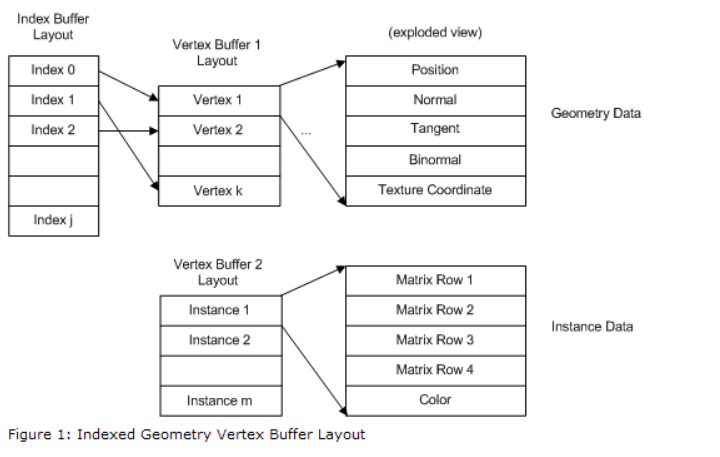 Index Buffer
Layout
Index 0
Index 1
Index 2
Index j
Vertex Buffer 1
Layout
Vertex 1
Vertex 2
Vertex k
...
(exploded view)
Position
Normal
Tangent
Binormal
Texture Coordinate
Geometry Data
Vertex Buffer 2
Layout
Instance 1
Instance 2
Instance m
Matrix Row 1
Matrix Row 2
Matrix Row 3
Matrix Row 4
Color
Instance Data
Figure 1: Indexed Geometry Vertex Buffer Layout